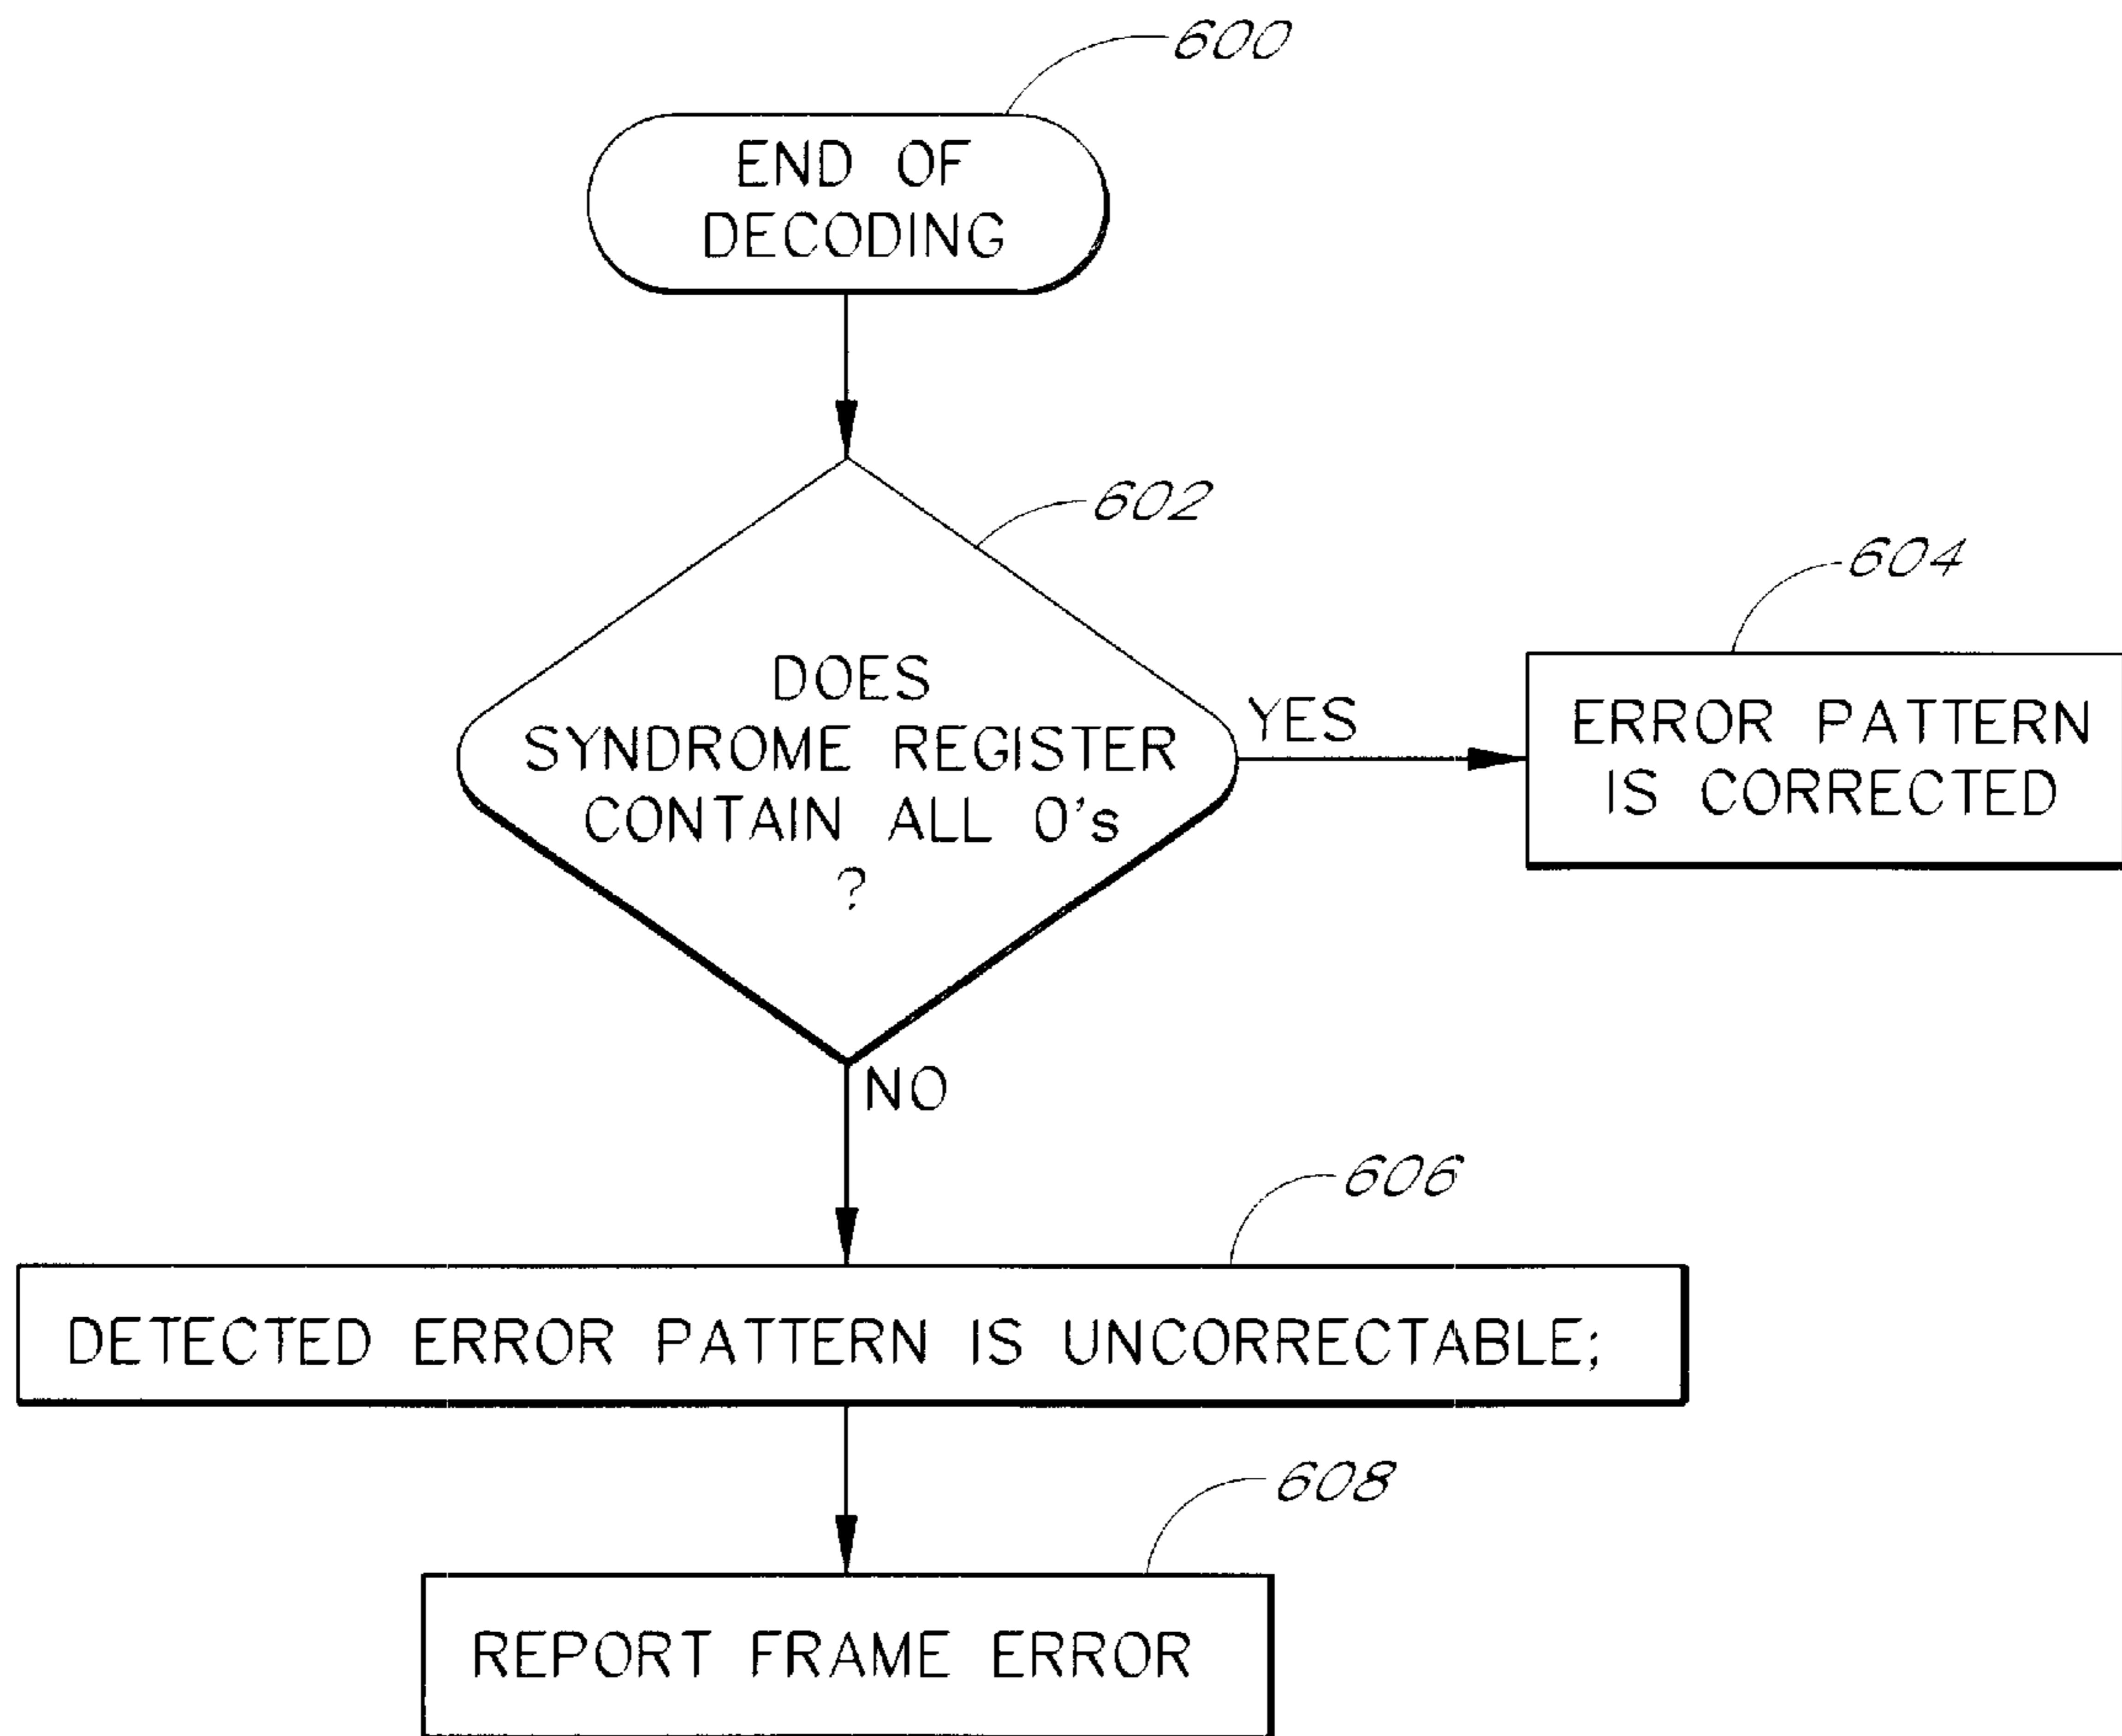 600
END OF
DECODING
602
DOES
SYNDROME REGISTER
CONTAIN ALL 0's
?
YES
604
ERROR PATTERN
IS CORRECTED
NO
606
DETECTED ERROR PATTERN IS UNCORRECTABLE;
608
REPORT FRAME ERROR